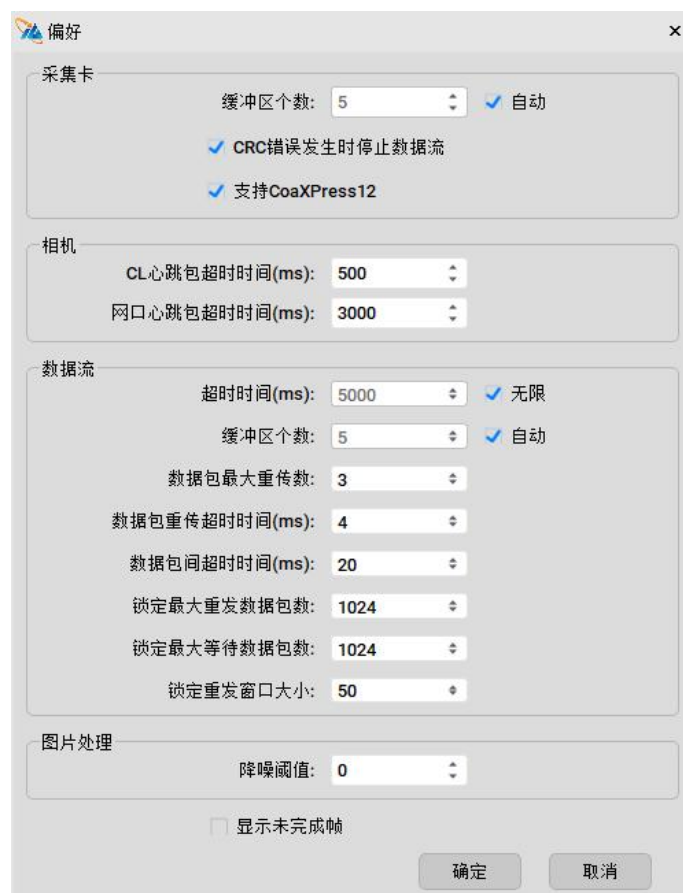 偏好
采集卡
缓冲区个数: 5 自动
CRC错误发生时停止数据流
支持CoaXPress12
相机
CL心跳包超时时间(ms): 500
网口心跳包超时时间(ms): 3000
数据流
超时时间(ms): 5000 无限
缓冲区个数: 5 自动
数据包最大重传数: 3
数据包重传超时时间(ms): 4
数据包间超时时间(ms): 20
锁定最大重发数据包数: 1024
锁定最大等待数据包数: 1024
锁定重发窗口大小: 50
图片处理
降噪阈值: 0
显示未完成帧
确定 取消